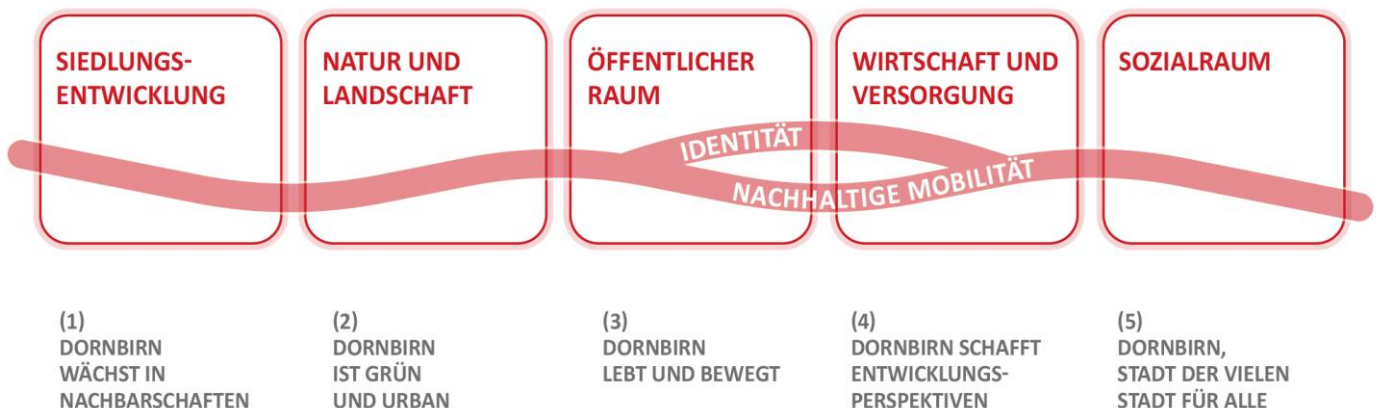 SIEDLUNGS-
ENTWICKLUNG
NATUR UND
LANDSCHAFT
ÖFFENTLICHER
RAUM
WIRTSCHAFT UND
VERSORGUNG
SOZIALRAUM
IDENTITÄT
NACHHALTIGE MOBILITÄT
(1)
DORNBIRN
WÄCHST IN
NACHBARSCHAFTEN
(2)
DORNBIRN
IST GRÜN
UND URBAN
(3)
DORNBIRN
LEBT UND BEWEGT
(4)
DORNBIRN SCHAFFT
ENTWICKLUNGS-
PERSPEKTIVEN
(5)
DORNBIRN,
STADT DER VIELEN
STADT FÜR ALLE